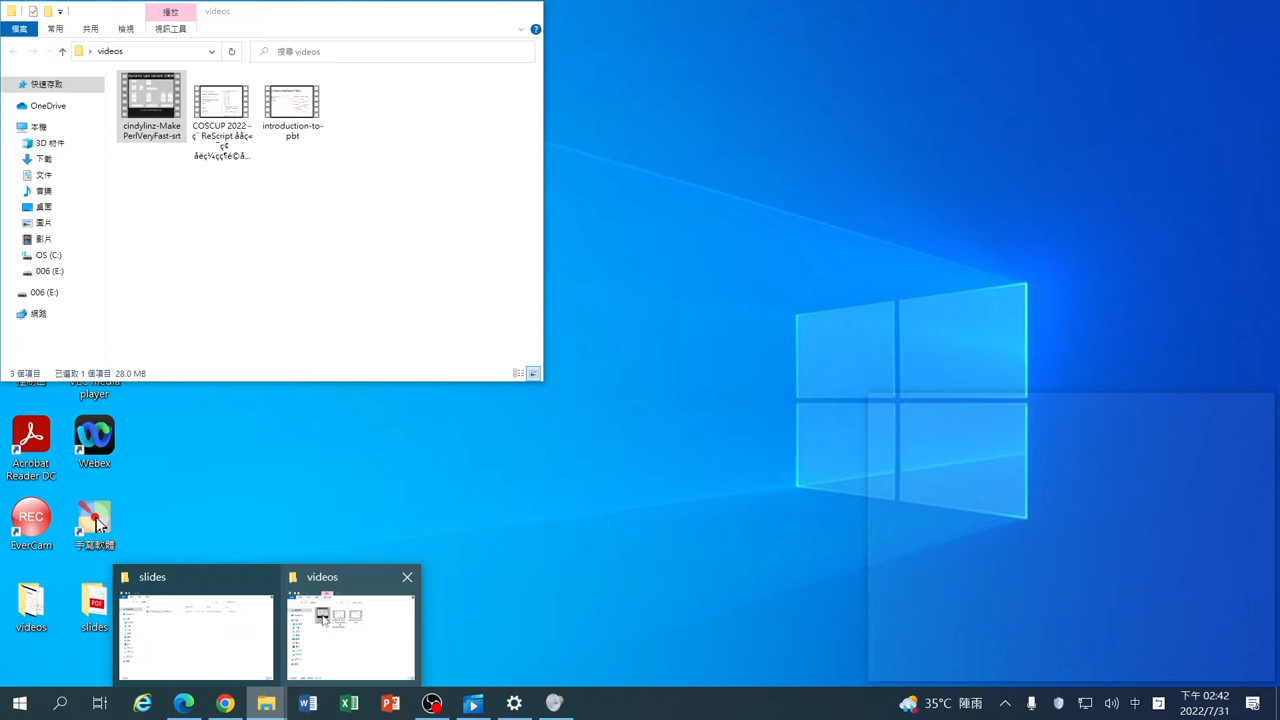 播放
videos
檔案
常用
共用
檢視
視訊工具
videos
搜尋 videos
快速存取
OneDrive
本機
3D 物件
下載
文件
音樂
桌面
圖片
影片
OS (C:)
006 (E:)
006 (E:)
網路
cindylinz-Make
PerlVeryFast-srt
COSCUP 2022 -
introduction-to-
pbt
3 個項目
已選取 1 個項目
28.0 MB
player
Acrobat
Reader DC
Webex
REC
EverCam
手寫軟體
videos
PDF
slides
slides
videos
35°C
陣雨
中
下午 02:42
2022/7/31